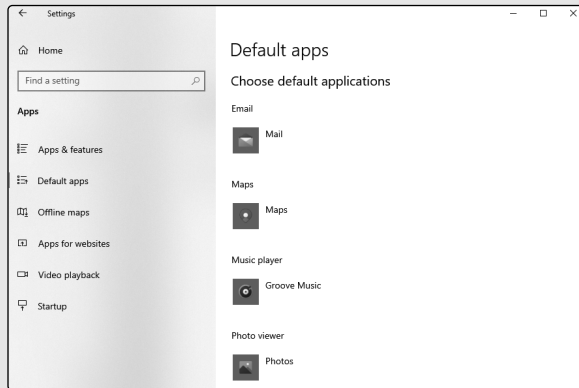 Settings
Home
Find a setting
Apps
Apps & features
Default apps
Offline maps
Apps for websites
Video playback
Startup
Default apps
Choose default applications
Email
Mail
Maps
Maps
Music player
Groove Music
Photo viewer
Photos